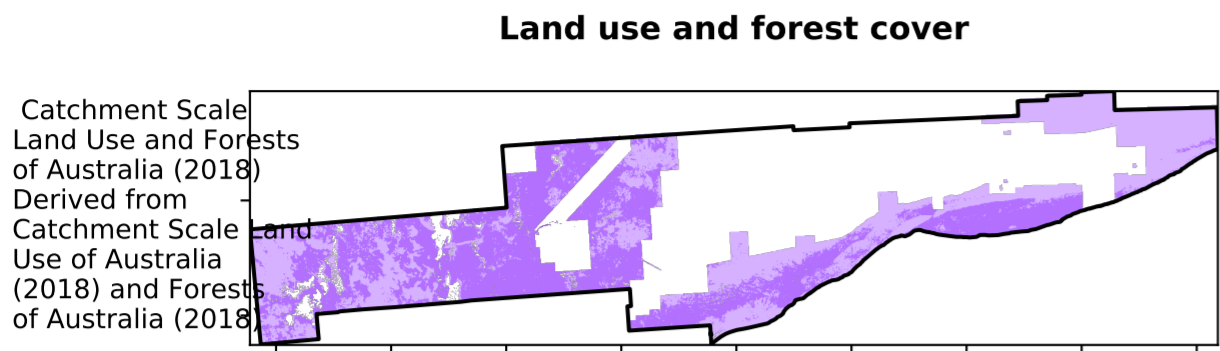 Land use and forest cover
Catchment Scale
Land Use and Forests
of Australia (2018)
Derived from
Catchment Scale Land
Use of Australia
(2018) and Forests
of Australia (2018)